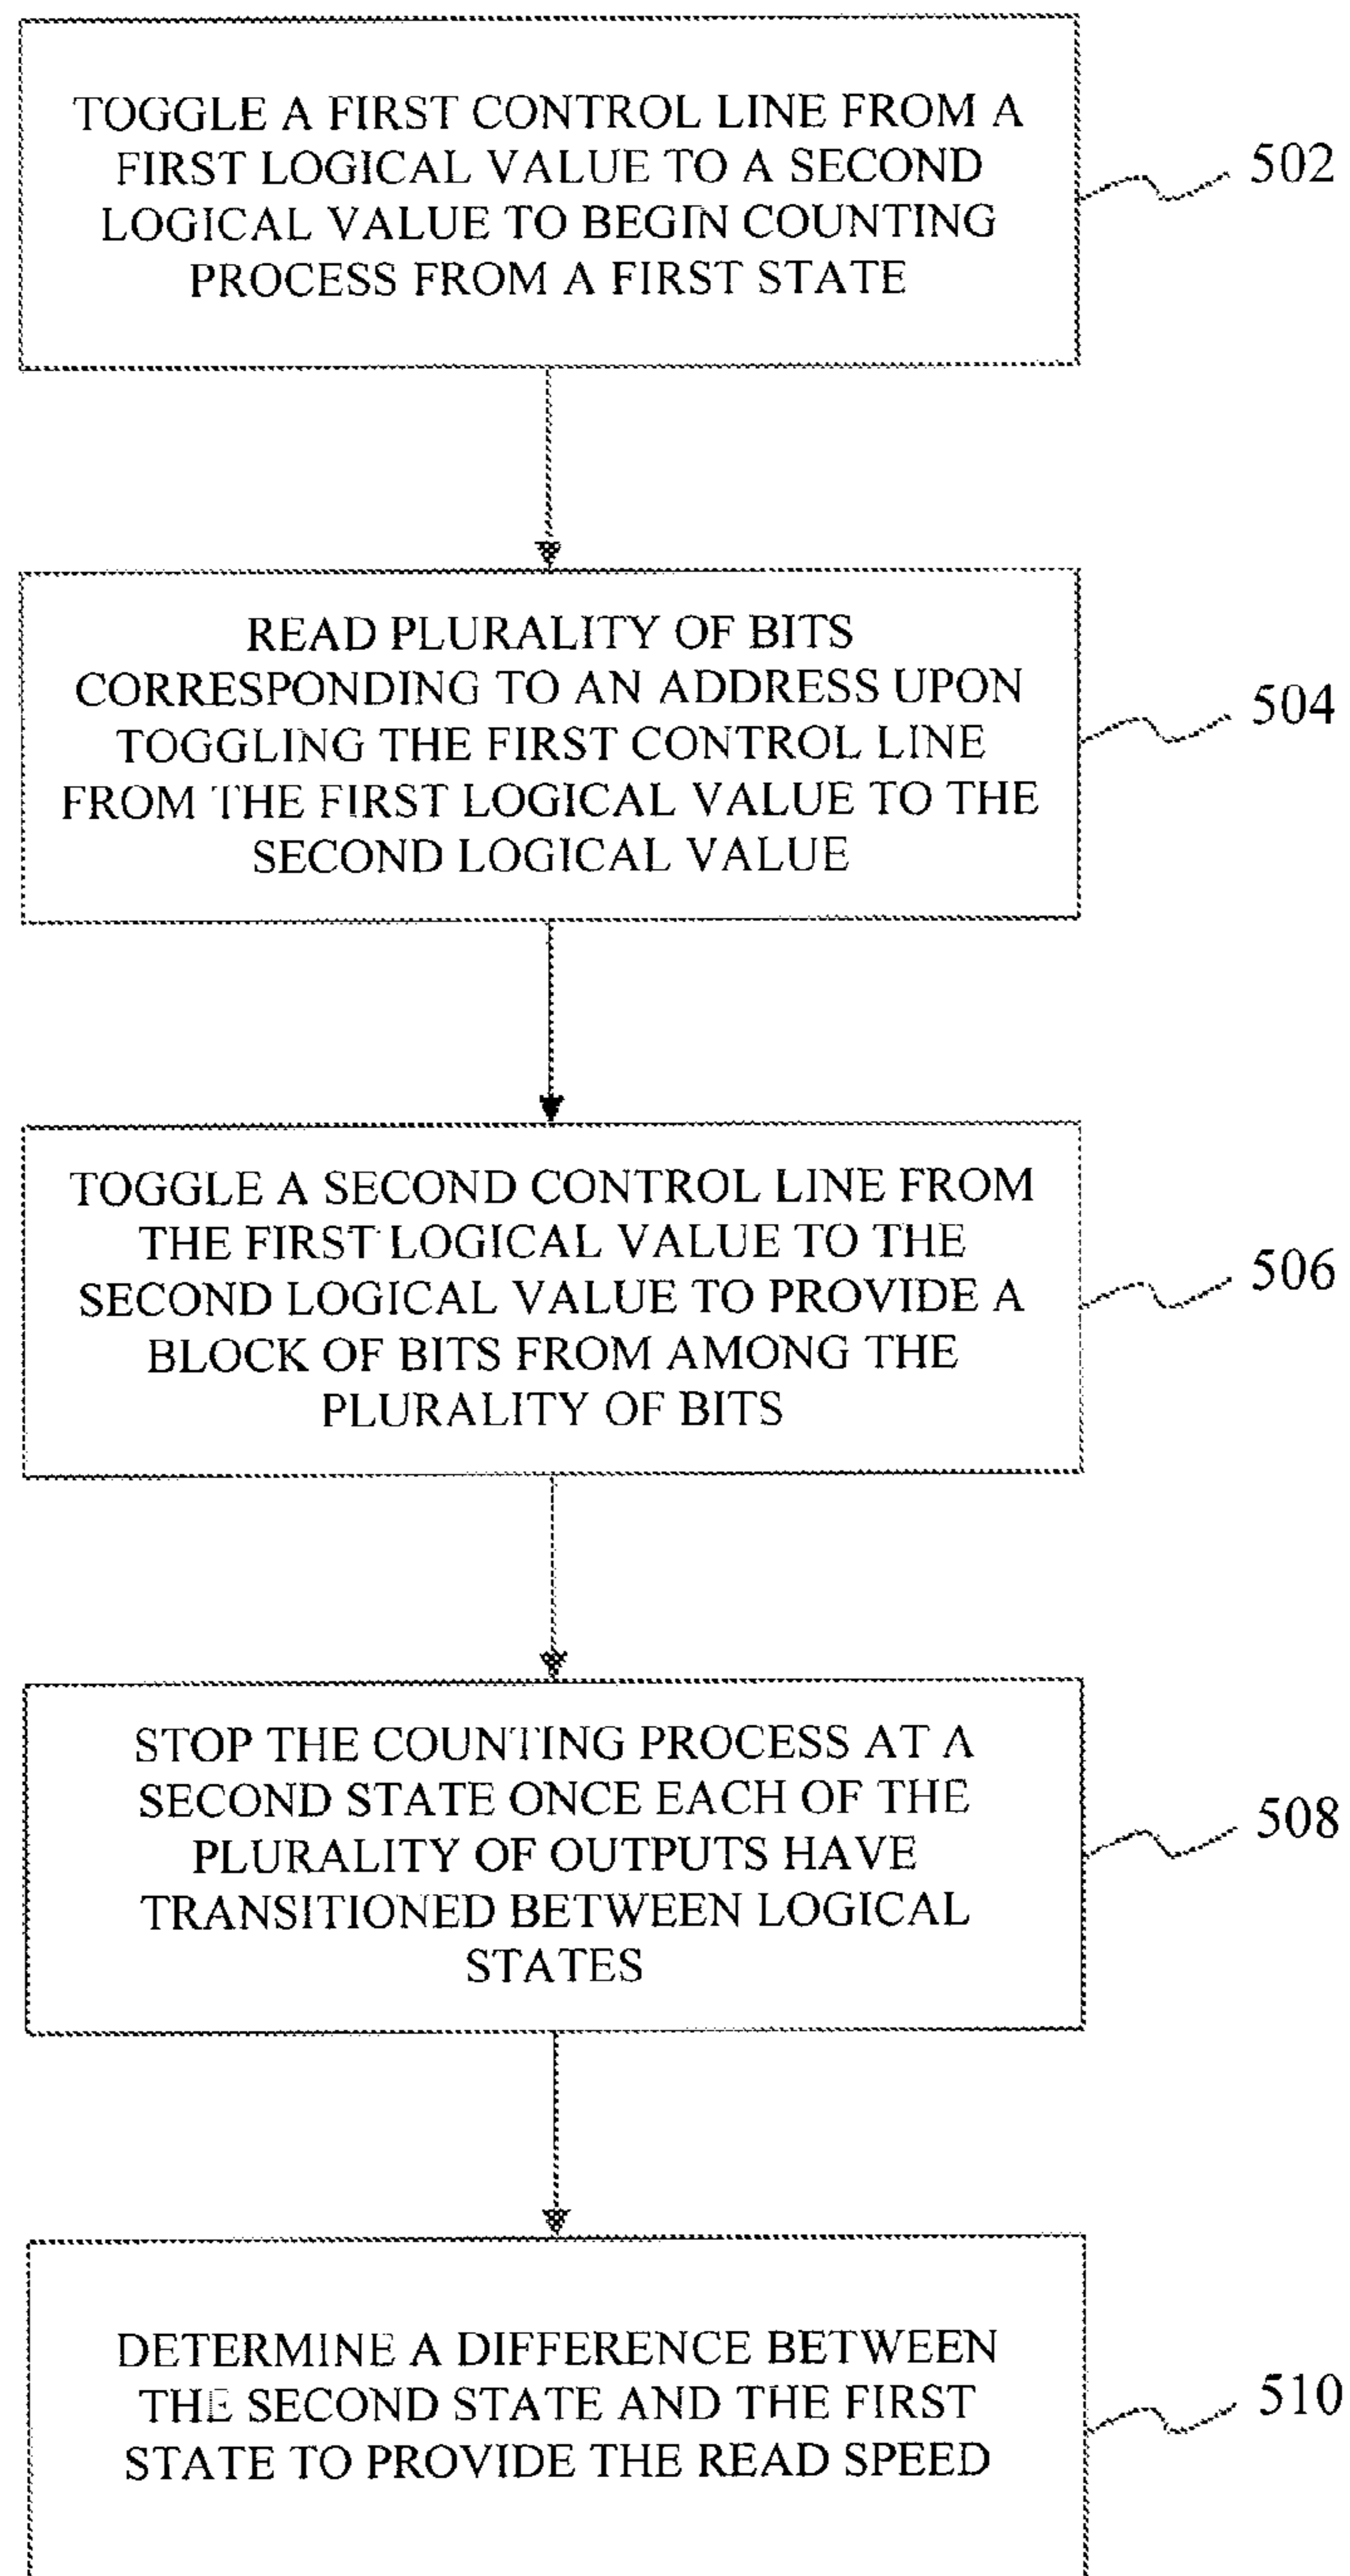 TOGGLE A FIRST CONTROL LINE FROM A
FIRST LOGICAL VALUE TO A SECOND
LOGICAL VALUE TO BEGIN COUNTING
PROCESS FROM A FIRST STATE
502
READ PLURALITY OF BITS
CORRESPONDING TO AN ADDRESS UPON
TOGGLING THE FIRST CONTROL LINE
FROM THE FIRST LOGICAL VALUE TO THE
SECOND LOGICAL VALUE
504
TOGGLE A SECOND CONTROL LINE FROM
THE FIRST LOGICAL VALUE TO THE
SECOND LOGICAL VALUE TO PROVIDE A
BLOCK OF BITS FROM AMONG THE
PLURALITY OF BITS
506
STOP THE COUNTING PROCESS AT A
SECOND STATE ONCE EACH OF THE
PLURALITY OF OUTPUTS HAVE
TRANSITIONED BETWEEN LOGICAL
STATES
508
DETERMINE A DIFFERENCE BETWEEN
THE SECOND STATE AND THE FIRST
STATE TO PROVIDE THE READ SPEED
510